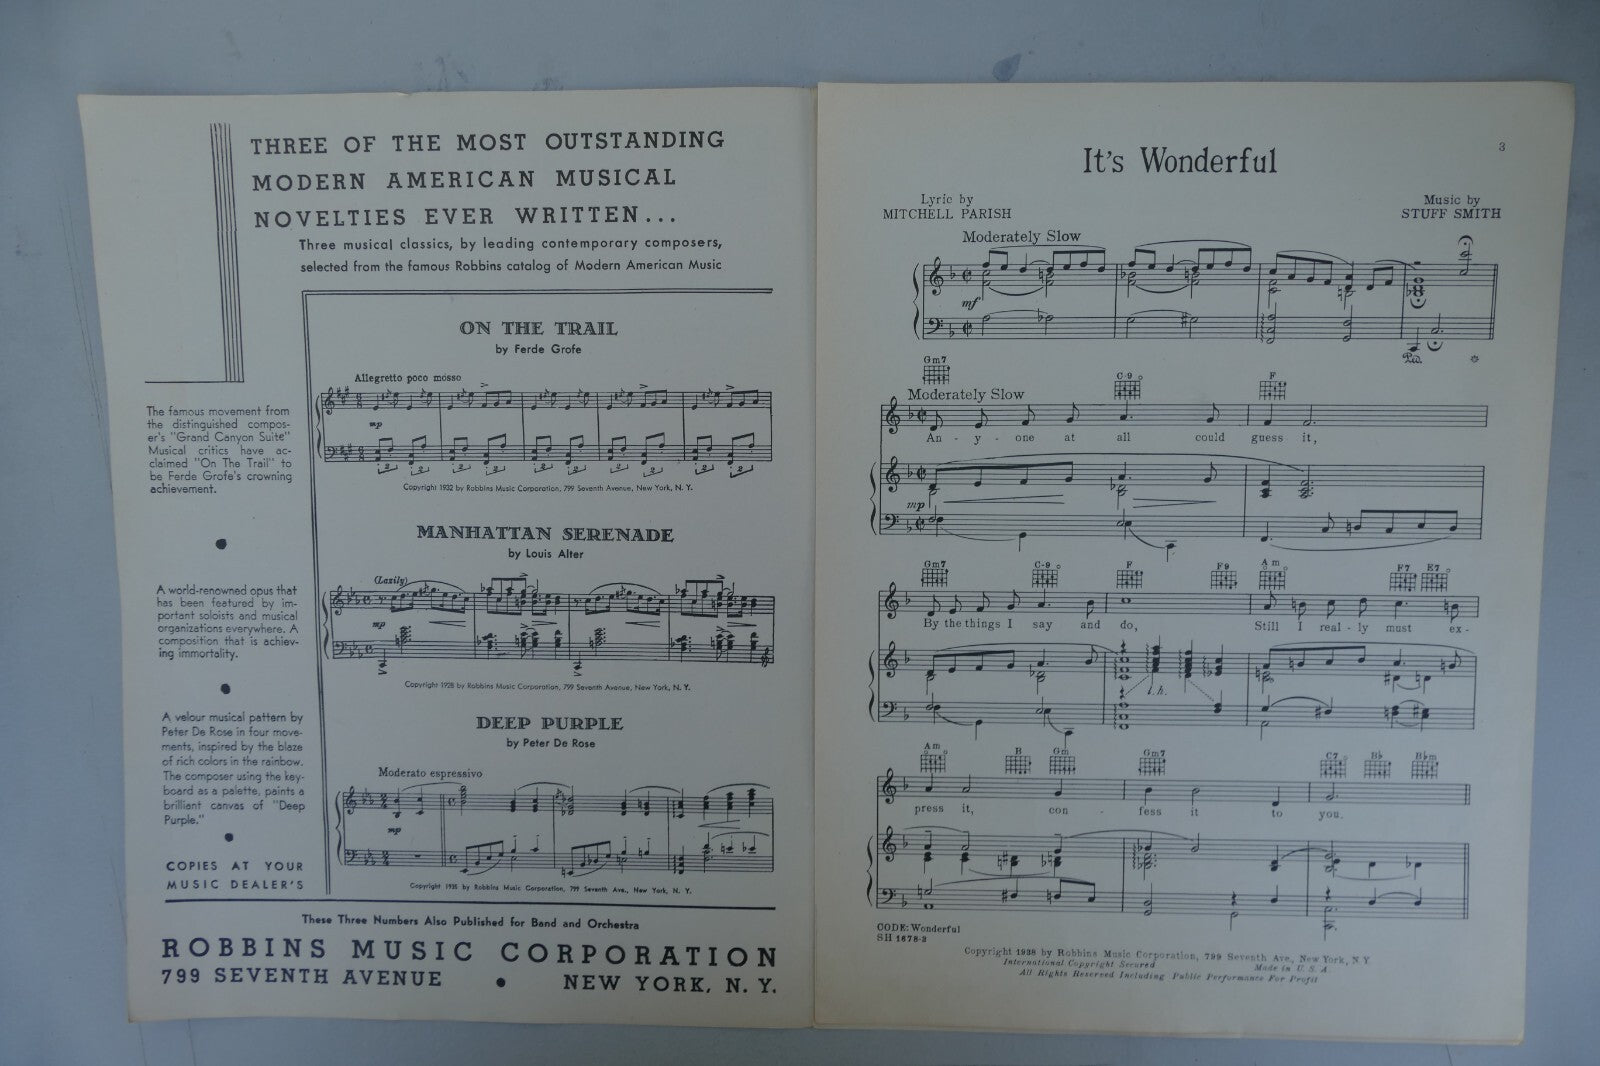 THREE OF THE MOST OUTSTANDING
MODERN AMERICAN MUSICAL
NOVELTIES EVER WRITTEN...
Three musical classics, by leading contemporary composers,
selected from the famous Robbins catalog of Modern American Music
ON THE TRAIL
by Ferde Grofe
Allegretto poco mosso
mp
Copyright 1932 by Robbins Music Corporation, 799 Seventh Avenue, New York, N. Y.
The famous movement from
the distinguished compos-
er's "Grand Canyon Suite"
Musical critics have ac-
claimed "On The Trail" to
be Ferde Grofe's crowning
achievement.
MANHATTAN SERENADE
by Louis Alter
(Lazily)
mp
Copyright 1928 by Robbins Music Corporation, 799 Seventh Avenue, New York, N. Y.
A world-renowned opus that
has been featured by im-
portant soloists and musical
organizations everywhere. A
composition that is achiev-
ing immortality.
DEEP PURPLE
by Peter De Rose
Moderato espressivo
mp
Copyright 1935 by Robbins Music Corporation, 799 Seventh Ave., New York, N. Y.
A velour musical pattern by
Peter De Rose in four move-
ments, inspired by the blaze
of rich colors in the rainbow.
The composer using the key-
board as a palette, paints a
brilliant canvas of "Deep
Purple."
COPIES AT YOUR
MUSIC DEALER'S
These Three Numbers Also Published for Band and Orchestra
ROBBINS MUSIC CORPORATION
799 SEVENTH AVENUE • NEW YORK, N. Y.
3
It's Wonderful
Lyric by
MITCHELL PARISH
Music by
STUFF SMITH
Moderately Slow
mf
Ped.
Gm7 C-9 F
Moderately Slow
An - y - one at all could guess it,
mp
Gm7 C-9 F F9 Am F7 E7
By the things I say and do, Still I real - ly must ex-
l.h.
Am B Gm Gm7 C7 Bb Bbm
press it, con - fess it to you.
CODE: Wonderful
SH 1678-3
Copyright 1938 by Robbins Music Corporation, 799 Seventh Ave., New York, N.Y.
International Copyright Secured Made in U. S. A.
All Rights Reserved Including Public Performance For Profit